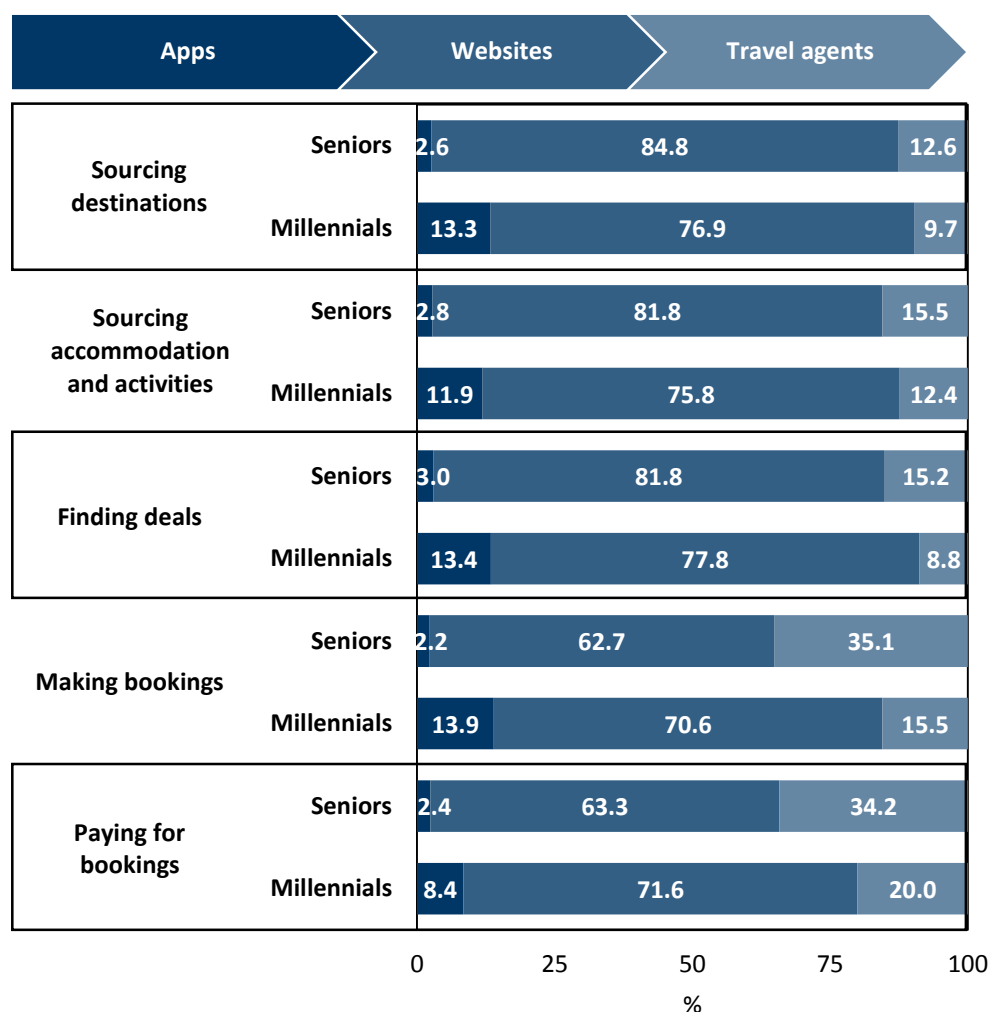 Apps Websites Travel agents
Seniors 2.6 84.8 12.6
Sourcing
destinations
Millennials 13.3 76.9 9.7
Seniors 2.8 81.8 15.5
Sourcing
accommodation
and activities
Millennials 11.9 75.8 12.4
Seniors 3.0 81.8 15.2
Finding deals
Millennials 13.4 77.8 8.8
Seniors 2.2 62.7 35.1
Making bookings
Millennials 13.9 70.6 15.5
Seniors 2.4 63.3 34.2
Paying for
bookings
Millennials 8.4 71.6 20.0
0 25 50 75 100
%